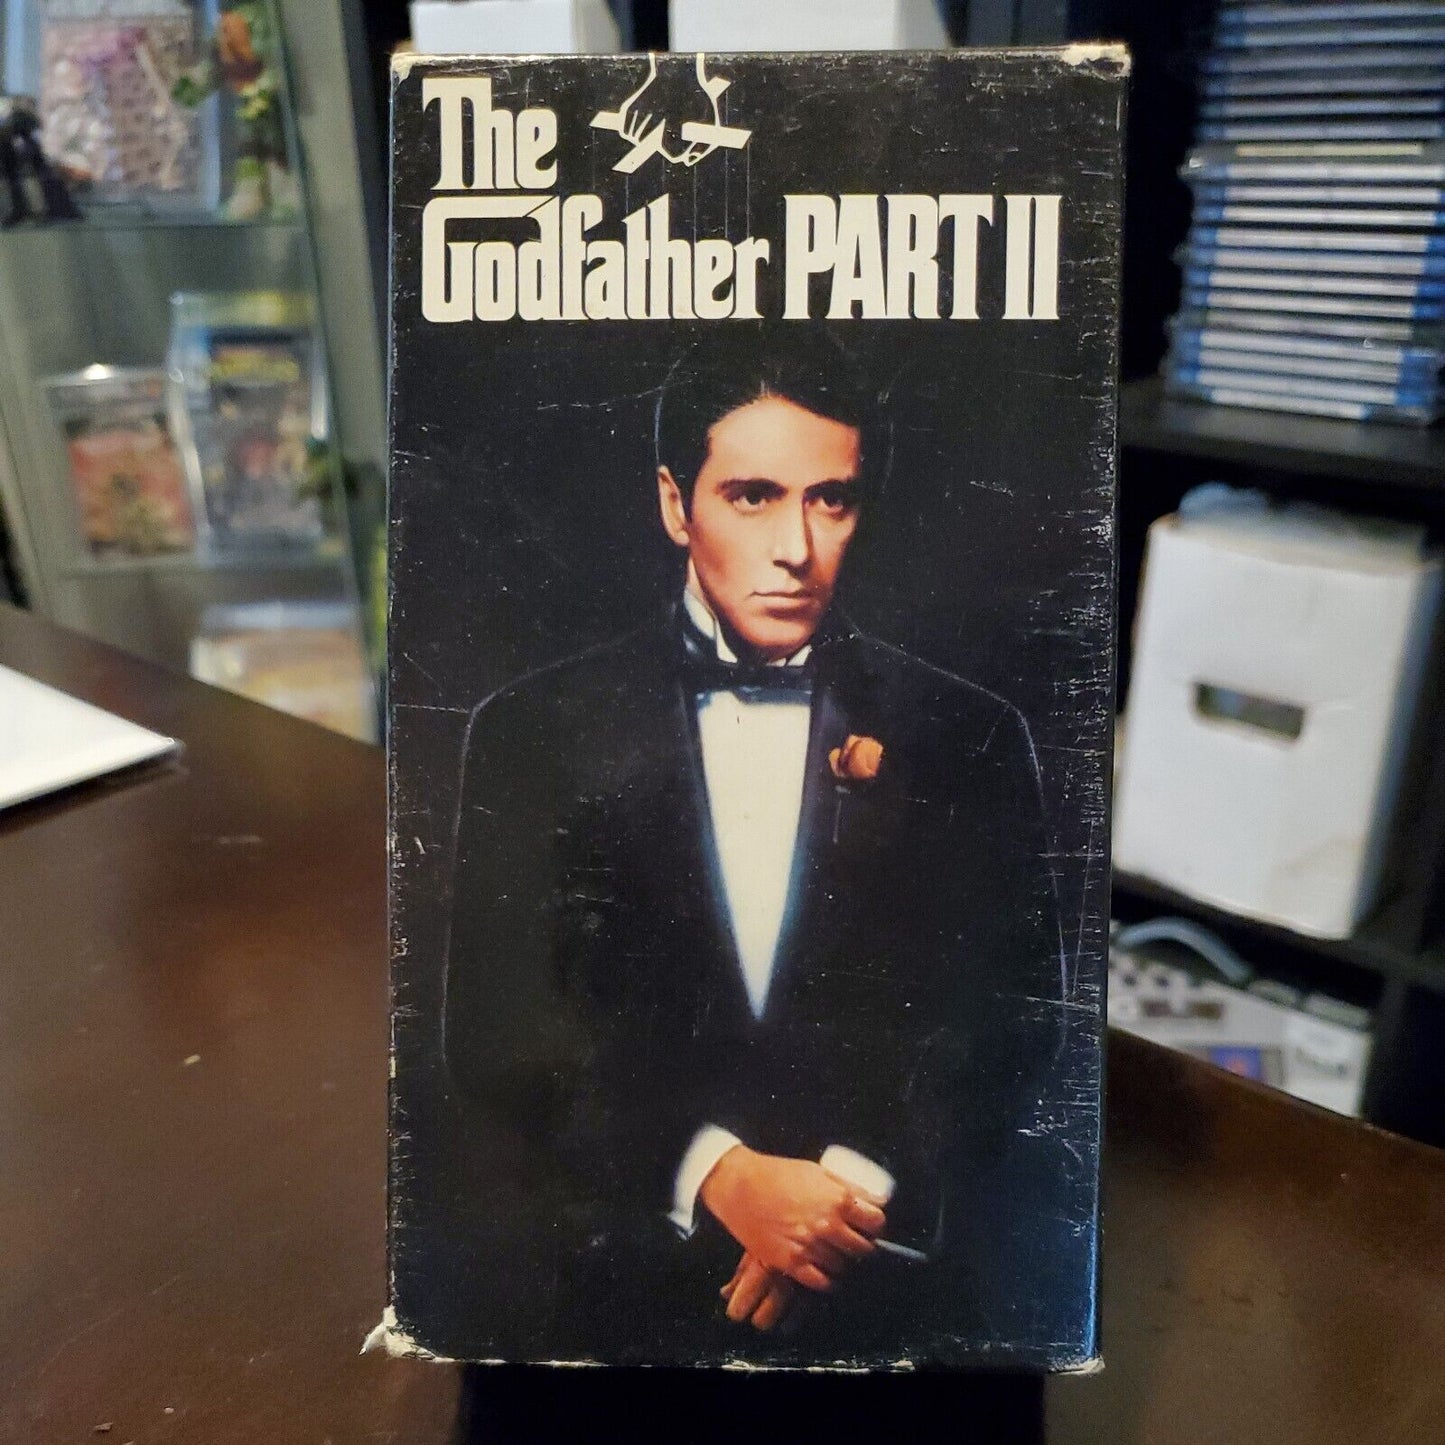 The
Godfather PART II